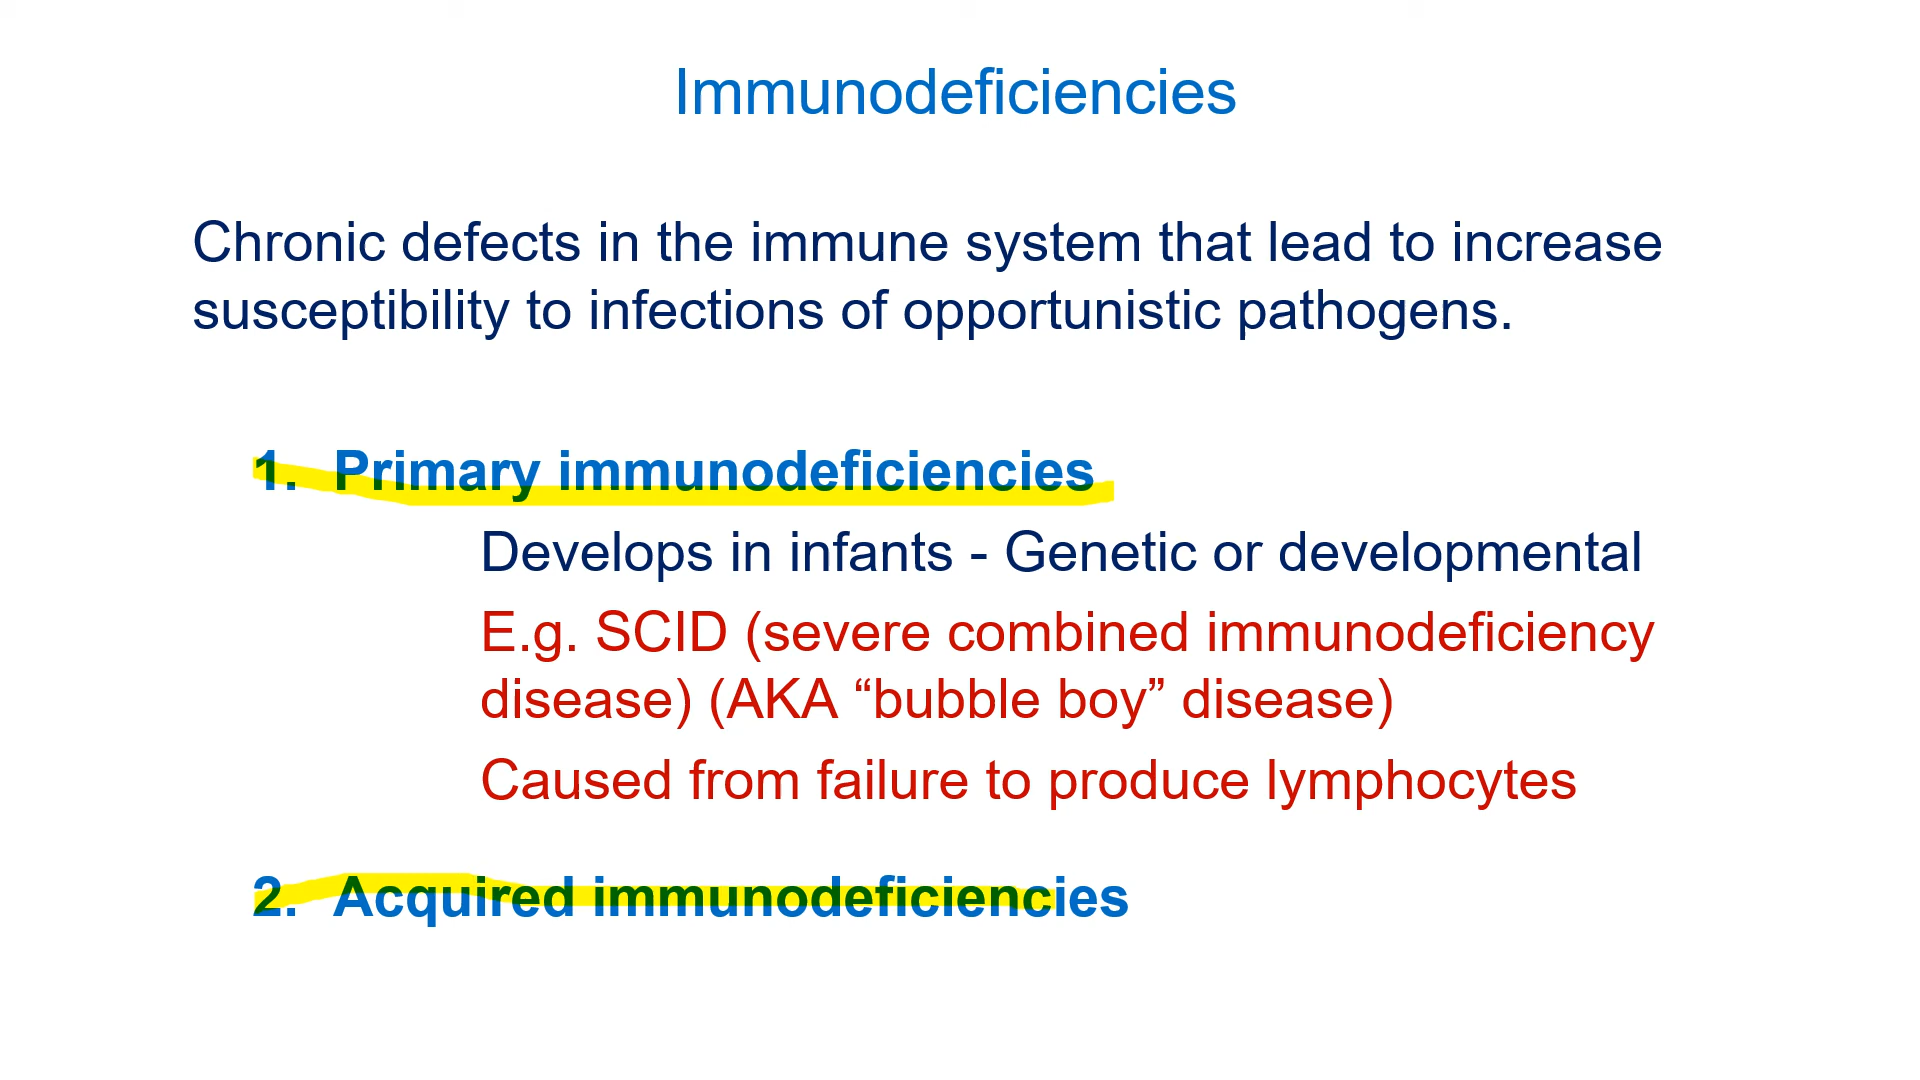 Immunodeficiencies
Chronic defects in the immune system that lead to increase
susceptibility to infections of opportunistic pathogens.
1. Primary immunodeficiencies
Develops in infants - Genetic or developmental
E.g. SCID (severe combined immunodeficiency
disease) (AKA “bubble boy” disease)
Caused from failure to produce lymphocytes
2. Acquired immunodeficiencies